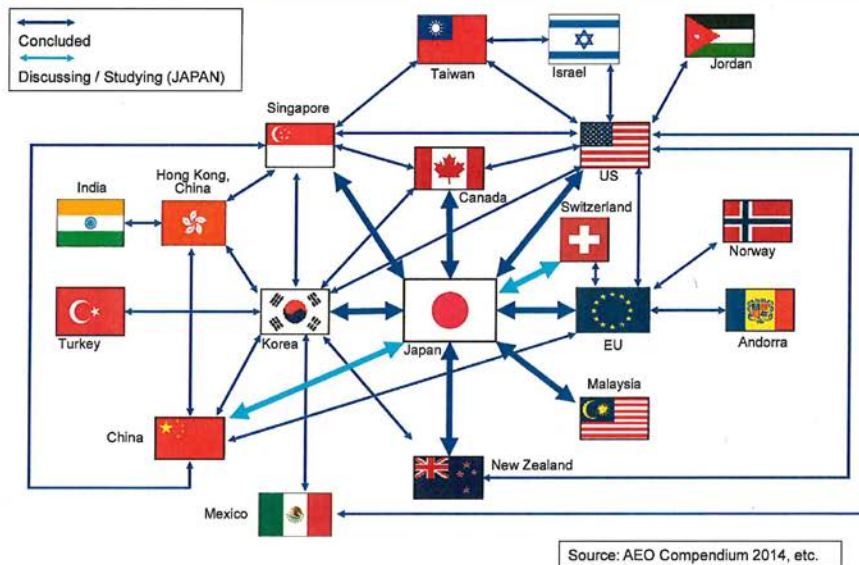 Concluded
Discussing / Studying (JAPAN)
Taiwan
Israel
Jordan
Singapore
Hong Kong,
China
India
Canada
US
Switzerland
Norway
Turkey
Korea
Japan
EU
Andorra
Malaysia
China
New Zealand
Mexico
Source: AEO Compendium 2014, etc.